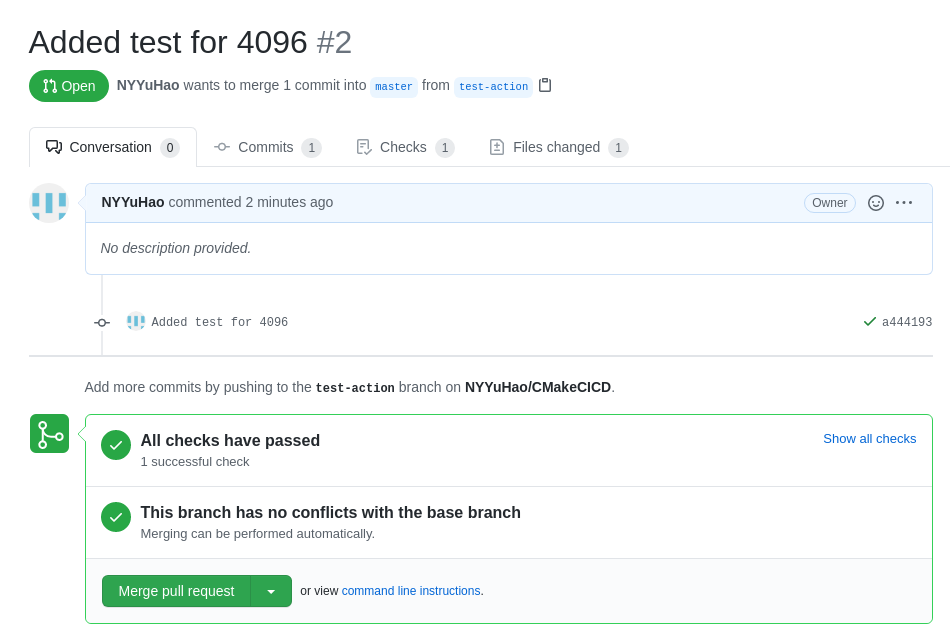 Added test for 4096 #2
Open NYYuHao wants to merge 1 commit into master from test-action
Conversation 0 Commits 1 Checks 1 Files changed 1
NYYuHao commented 2 minutes ago Owner
No description provided.
Added test for 4096 a444193
Add more commits by pushing to the test-action branch on NYYuHao/CMakeCICD.
All checks have passed Show all checks
1 successful check
This branch has no conflicts with the base branch
Merging can be performed automatically.
Merge pull request or view command line instructions.